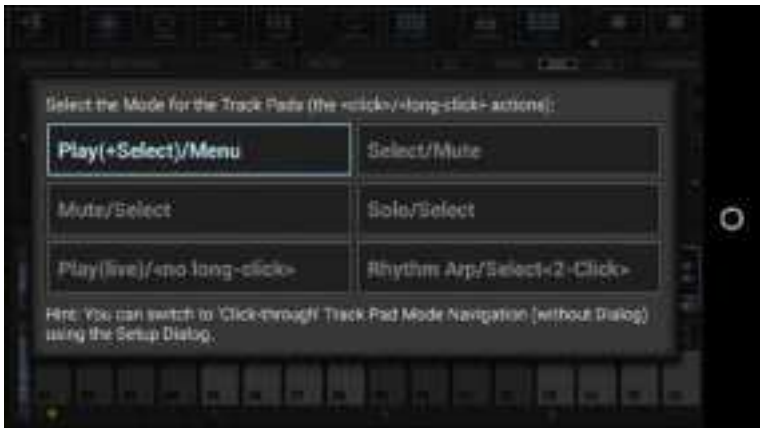 Select the Mode for the Track Pads (the <click>/<long-click> actions):
Play(+Select)/Menu
Select/Mute
Mute/Select
Solo/Select
Play(live)/<no long-click>
Rhythm Arp/Select<2-Click>
Hint: You can switch to 'Click-through' Track Pad Mode Navigation (without Dialog)
using the Setup Dialog.